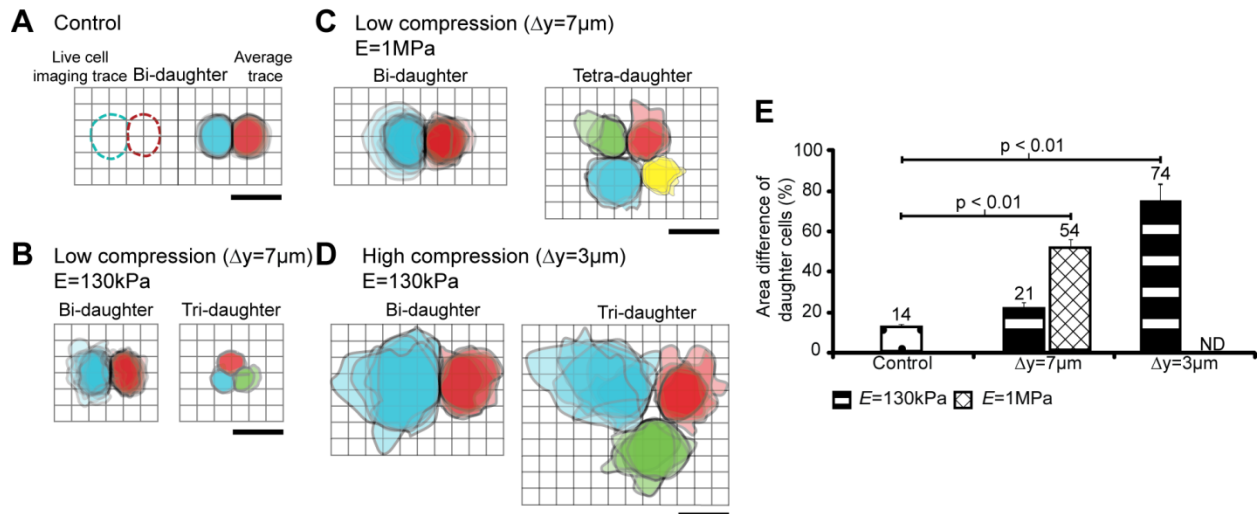 A Control
Live cell
imaging trace
Bi-daughter
Average
trace
B Low compression (Δy=7µm)
E=130kPa
Bi-daughter
Tri-daughter
C Low compression (Δy=7µm)
E=1MPa
Bi-daughter
Tetra-daughter
D High compression (Δy=3µm)
E=130kPa
Bi-daughter
Tri-daughter
E
Area difference of
daughter cells (%)
100
80
60
40
20
0
p < 0.01
p < 0.01
14
21
54
74
ND
Control
Δy=7µm
Δy=3µm
E=130kPa
E=1MPa